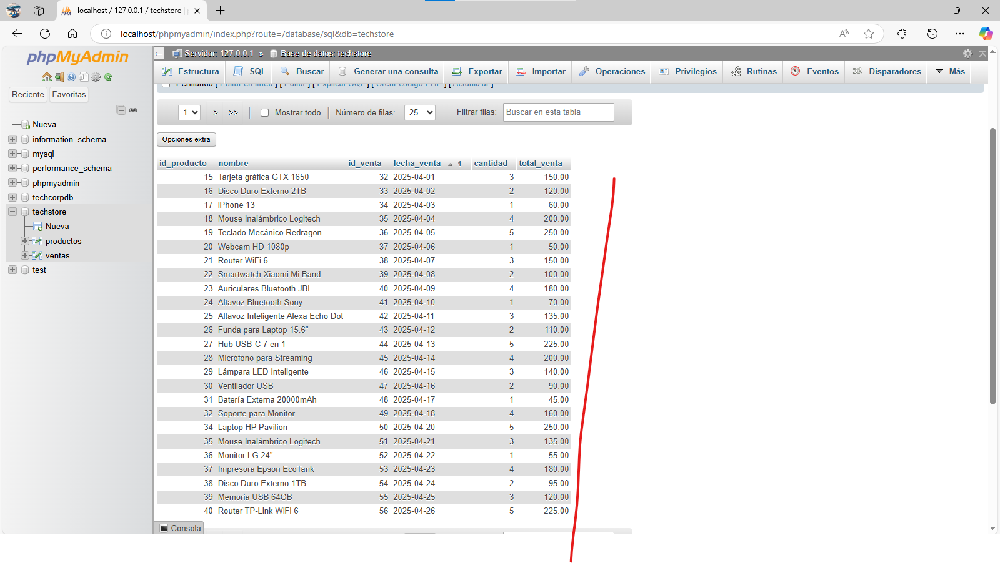 localhost / 127.0.0.1 / techstore |
localhost/phpmyadmin/index.php?route=/database/sql&db=techstore
phpMyAdmin
Reciente Favoritas
Nueva
information_schema
mysql
performance_schema
phpmyadmin
techcorpdb
techstore
Nueva
productos
ventas
test
Servidor: 127.0.0.1 » Base de datos: techstore
Estructura SQL Buscar Generar una consulta Exportar Importar Operaciones Privilegios Rutinas Eventos Disparadores Más
Perfilando [ Editar en línea ] [ Editar ] [ Explicar SQL ] [ Crear código PHP ] [ Actualizar ]
1 > >> Mostrar todo Número de filas: 25 Filtrar filas: Buscar en esta tabla
Opciones extra
id_producto nombre id_venta fecha_venta 1 cantidad total_venta
15 Tarjeta gráfica GTX 1650 32 2025-04-01 3 150.00
16 Disco Duro Externo 2TB 33 2025-04-02 2 120.00
17 iPhone 13 34 2025-04-03 1 60.00
18 Mouse Inalámbrico Logitech 35 2025-04-04 4 200.00
19 Teclado Mecánico Redragon 36 2025-04-05 5 250.00
20 Webcam HD 1080p 37 2025-04-06 1 50.00
21 Router WiFi 6 38 2025-04-07 3 150.00
22 Smartwatch Xiaomi Mi Band 39 2025-04-08 2 100.00
23 Auriculares Bluetooth JBL 40 2025-04-09 4 180.00
24 Altavoz Bluetooth Sony 41 2025-04-10 1 70.00
25 Altavoz Inteligente Alexa Echo Dot 42 2025-04-11 3 135.00
26 Funda para Laptop 15.6" 43 2025-04-12 2 110.00
27 Hub USB-C 7 en 1 44 2025-04-13 5 225.00
28 Micrófono para Streaming 45 2025-04-14 4 200.00
29 Lámpara LED Inteligente 46 2025-04-15 3 140.00
30 Ventilador USB 47 2025-04-16 2 90.00
31 Batería Externa 20000mAh 48 2025-04-17 1 45.00
32 Soporte para Monitor 49 2025-04-18 4 160.00
34 Laptop HP Pavilion 50 2025-04-20 5 250.00
35 Mouse Inalámbrico Logitech 51 2025-04-21 3 135.00
36 Monitor LG 24" 52 2025-04-22 1 55.00
37 Impresora Epson EcoTank 53 2025-04-23 4 180.00
38 Disco Duro Externo 1TB 54 2025-04-24 2 95.00
39 Memoria USB 64GB 55 2025-04-25 3 120.00
40 Router TP-Link WiFi 6 56 2025-04-26 5 225.00
Consola